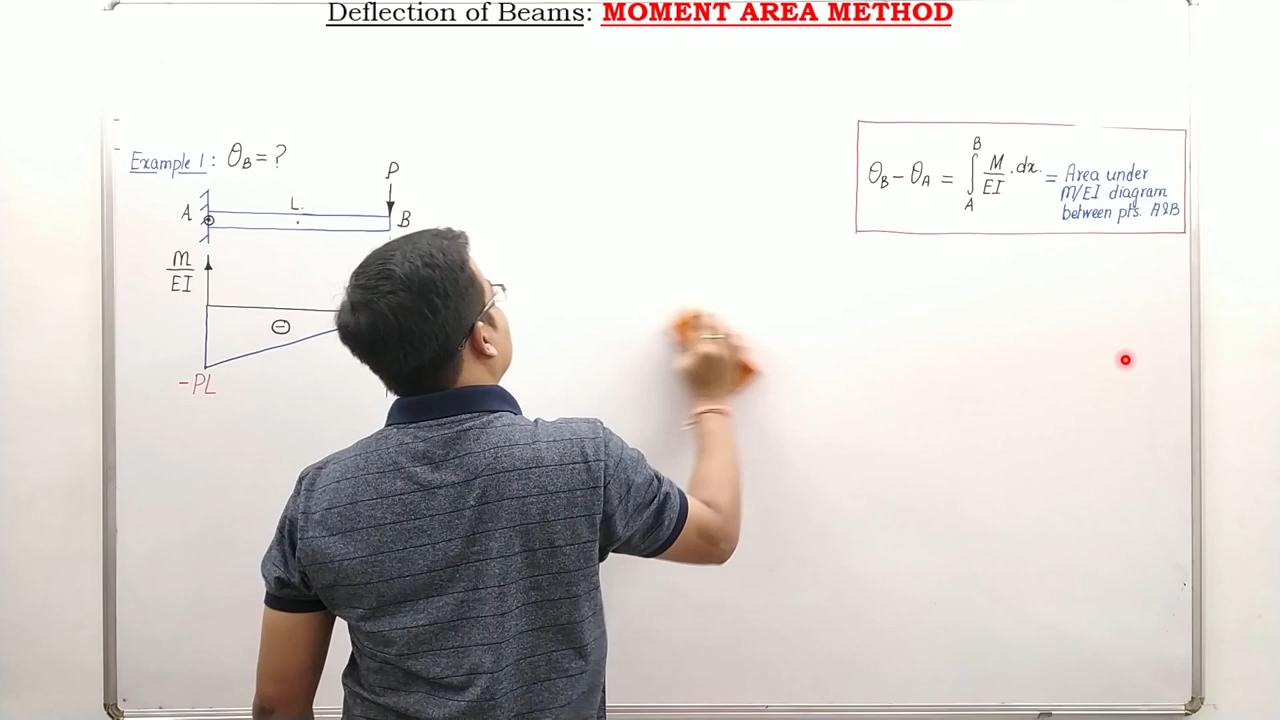 Deflection of Beams: MOMENT AREA METHOD
Example 1: θB = ?
P
L.
A
B
M/EI
⊖
-PL
θB - θA = ∫AB M/EI .dx. = Area under
M/EI diagram
between pts. A&B